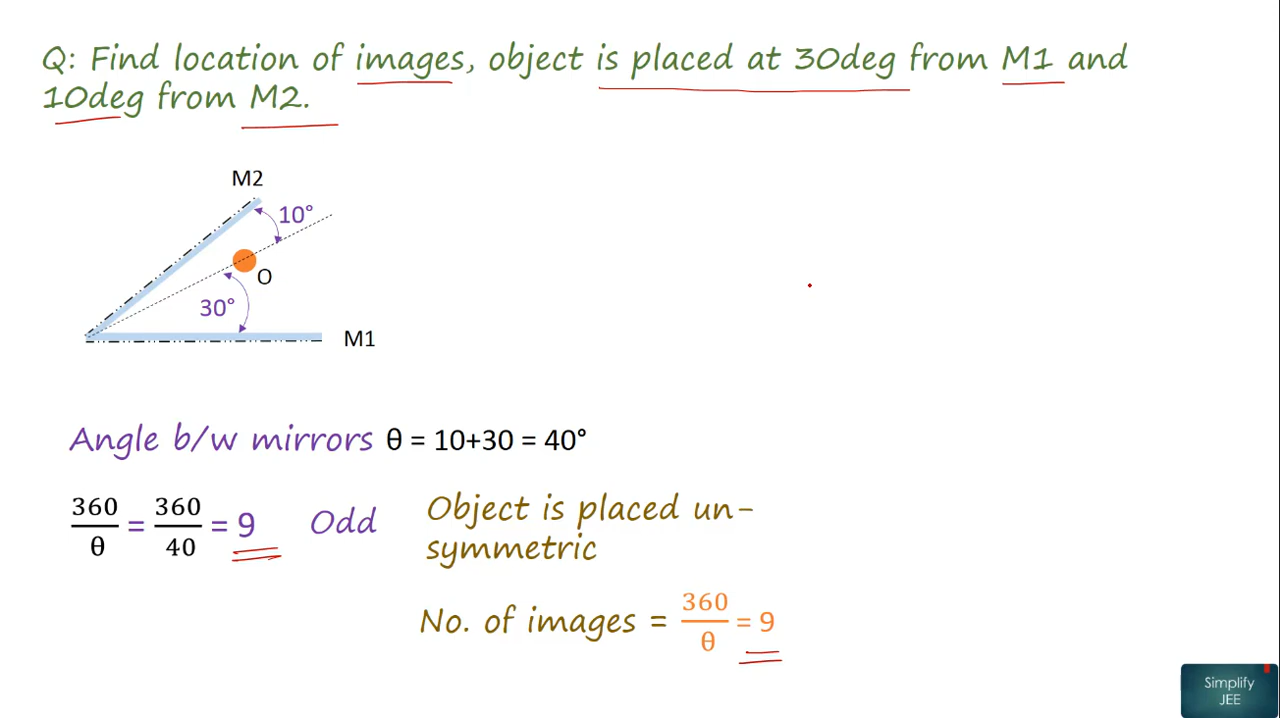 Q: Find location of images, object is placed at 30deg from M1 and
10deg from M2.
M2
10°
O
30°
M1
Angle b/w mirrors θ = 10+30 = 40°
360/θ = 360/40 = 9 Odd
Object is placed un-
symmetric
No. of images = 360/θ = 9
Simplify
JEE